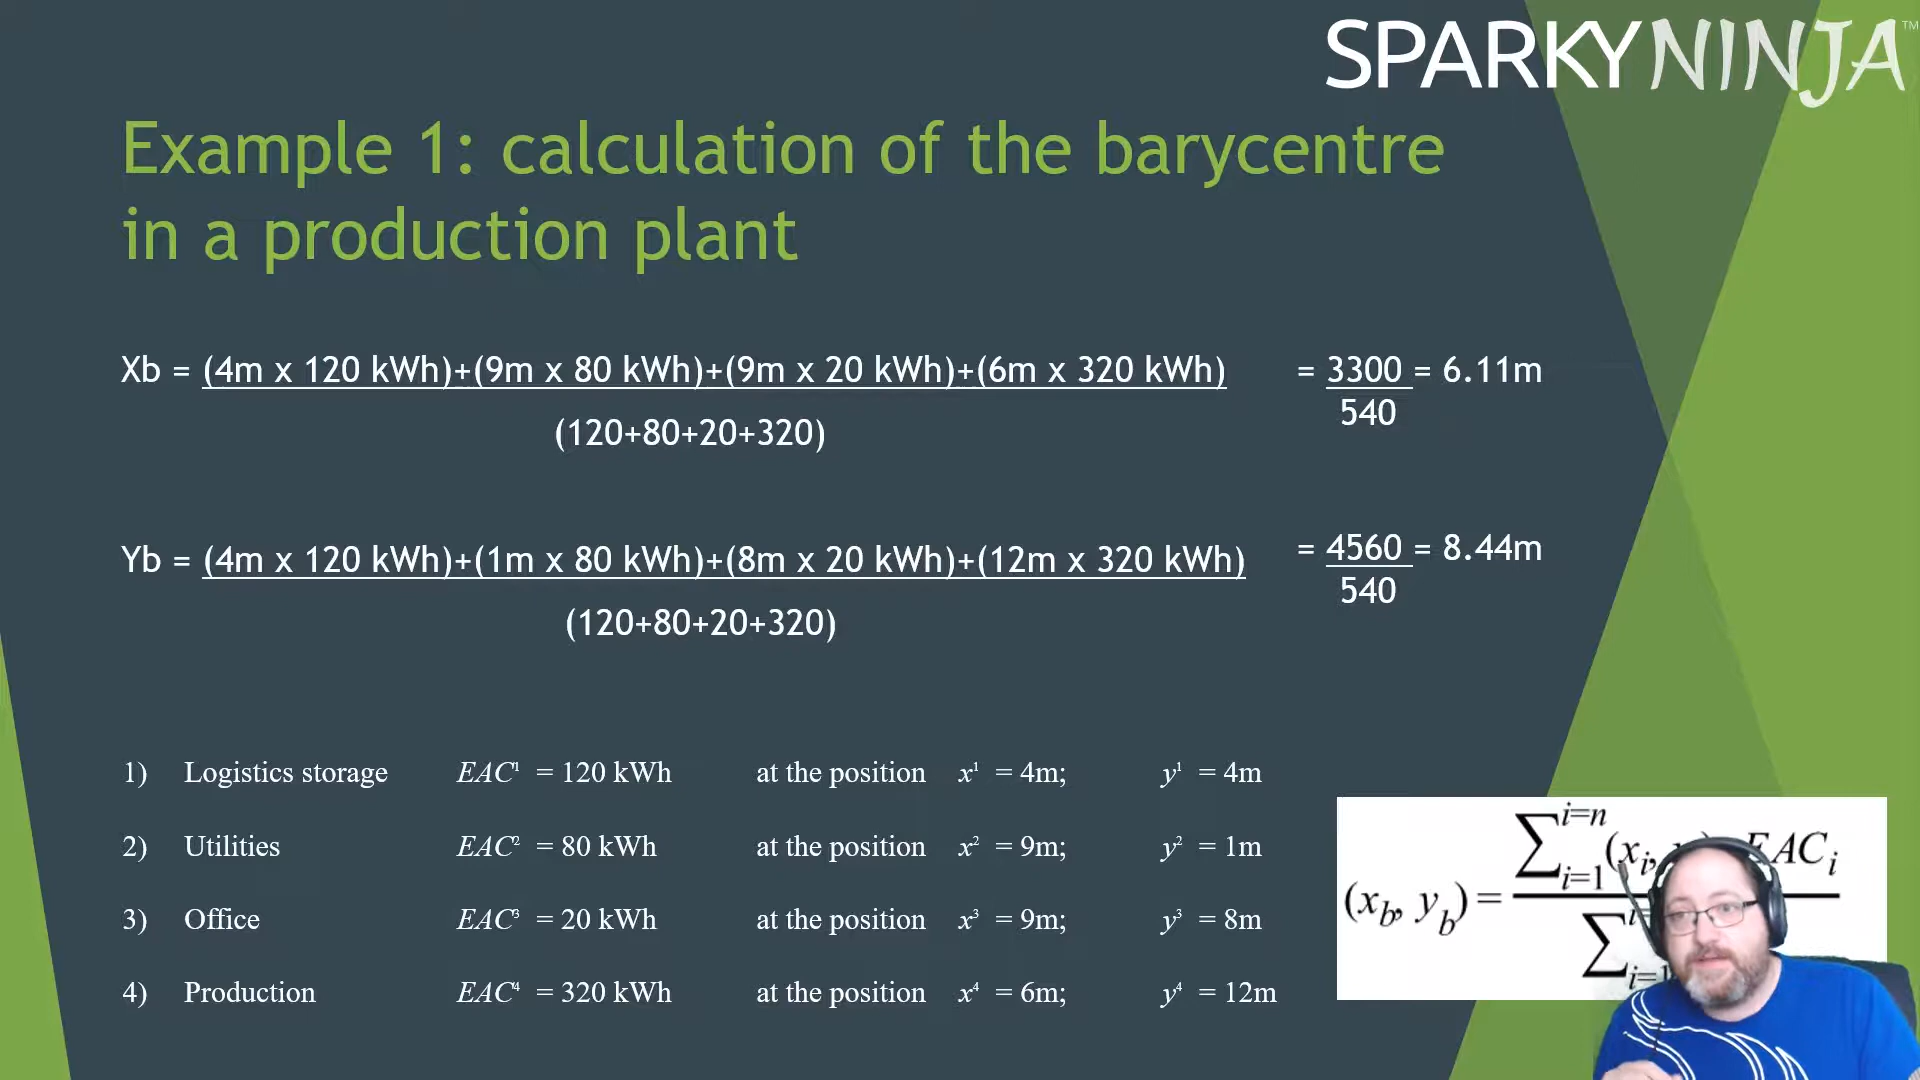 SPARKYNINJA™
Example 1: calculation of the barycentre
in a production plant
Xb = (4m x 120 kWh)+(9m x 80 kWh)+(9m x 20 kWh)+(6m x 320 kWh) = 3300 = 6.11m
(120+80+20+320) 540
Yb = (4m x 120 kWh)+(1m x 80 kWh)+(8m x 20 kWh)+(12m x 320 kWh) = 4560 = 8.44m
(120+80+20+320) 540
1) Logistics storage EAC¹ = 120 kWh at the position x¹ = 4m; y¹ = 4m
2) Utilities EAC² = 80 kWh at the position x² = 9m; y² = 1m
3) Office EAC³ = 20 kWh at the position x³ = 9m; y³ = 8m
4) Production EAC⁴ = 320 kWh at the position x⁴ = 6m; y⁴ = 12m
i=n
∑ (xi, EACi
i=1
(xb, yb) =
∑
i=1